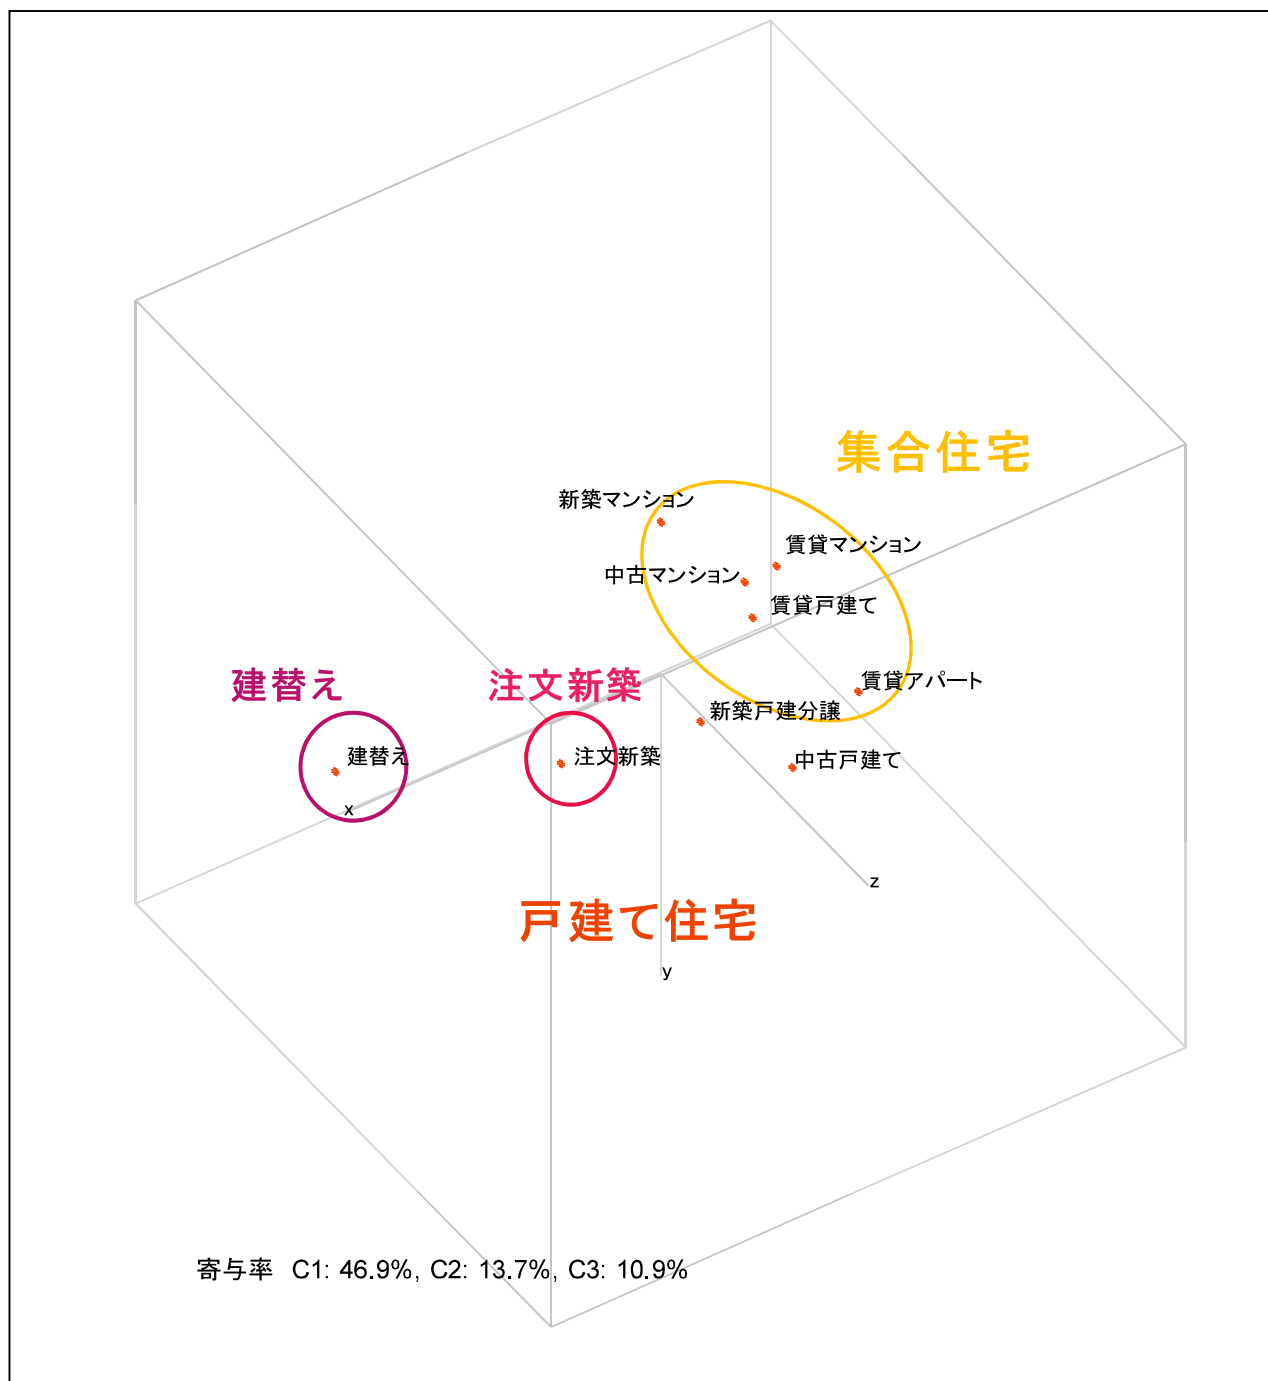 集合住宅
新築マンション
賃貸マンション
中古マンション
賃貸戸建て
建替え
注文新築
賃貸アパート
新築戸建分譲
建替え
注文新築
中古戸建て
x
z
戸建て住宅
y
寄与率 C1: 46.9%, C2: 13.7%, C3: 10.9%